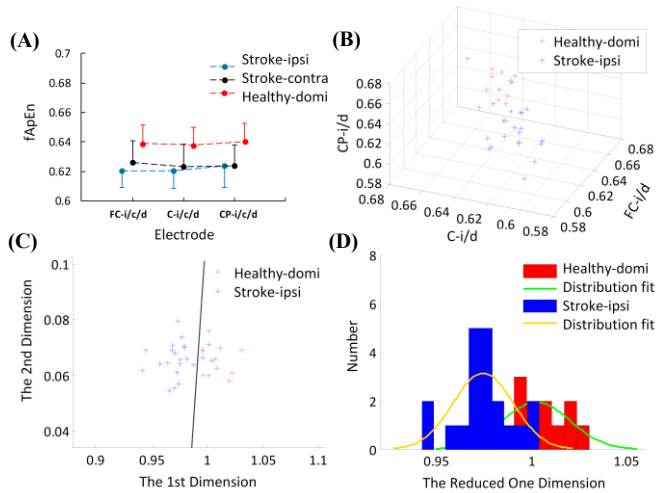 (A)
0.7
0.68
0.66
0.64
0.62
0.6
fApEn
Stroke-ipsi
Stroke-contra
Healthy-domi
FC-i/c/d
C-i/c/d
CP-i/c/d
Electrode
(B)
Healthy-domi
Stroke-ipsi
CP-i/d
0.68
0.66
0.64
0.62
0.6
0.58
0.66
0.64
0.62
0.6
0.58
C-i/d
0.68
0.66
0.64
0.62
0.6
0.58
FC-i/d
(C)
0.1
0.08
0.06
0.04
The 2nd Dimension
Healthy-domi
Stroke-ipsi
0.9
0.95
1
1.05
1.1
The 1st Dimension
(D)
8
6
4
2
0
Number
Healthy-domi
Distribution fit
Stroke-ipsi
Distribution fit
0.95
1
1.05
The Reduced One Dimension